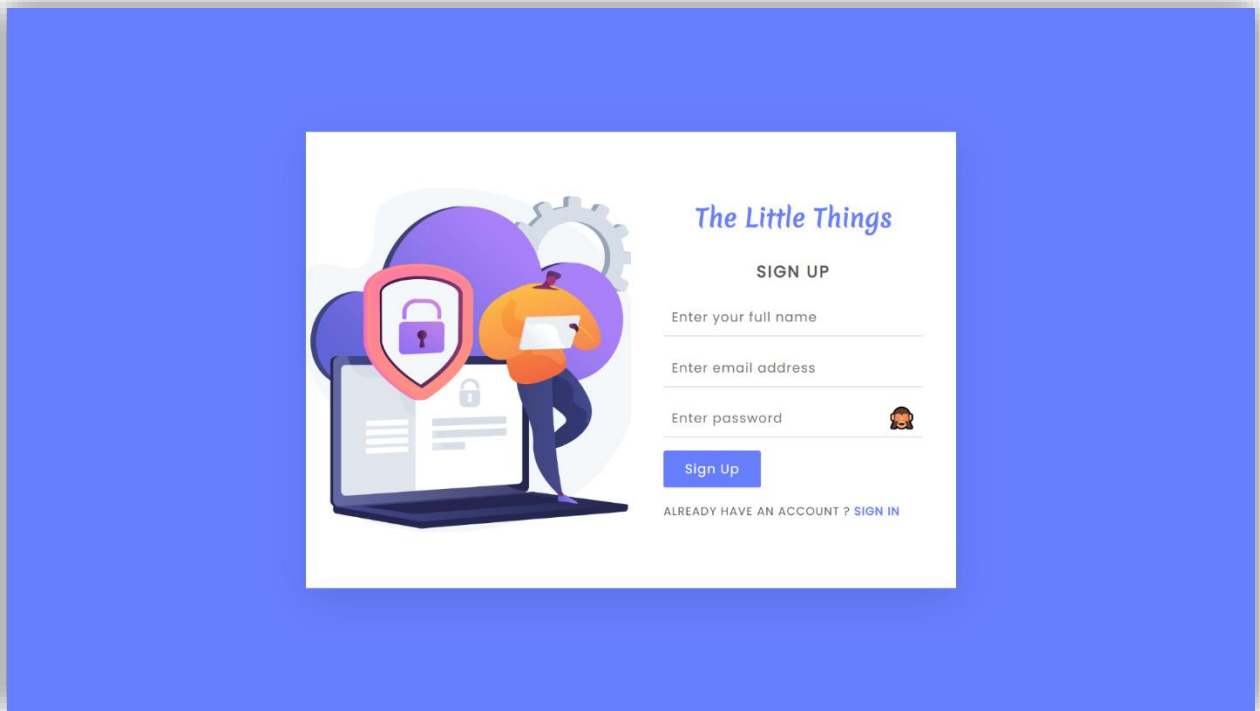 The Little Things
SIGN UP
Enter your full name
Enter email address
Enter password
Sign Up
ALREADY HAVE AN ACCOUNT ? SIGN IN